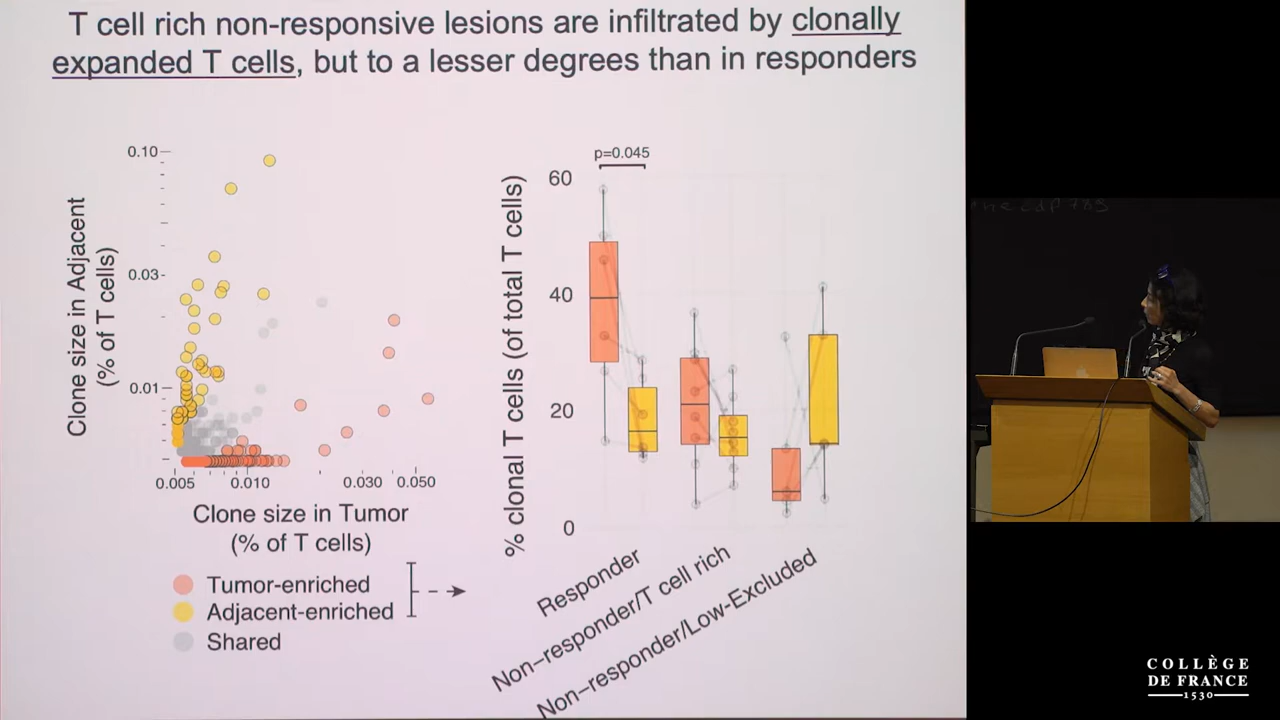 T cell rich non-responsive lesions are infiltrated by clonally
expanded T cells, but to a lesser degrees than in responders
Clone size in Adjacent
(% of T cells)
0.10
0.03
0.01
0.005
0.010
0.030
0.050
Clone size in Tumor
(% of T cells)
Tumor-enriched
Adjacent-enriched
Shared
% clonal T cells (of total T cells)
p=0.045
60
40
20
0
Responder
Non-responder/T cell rich
Non-responder/Low-Excluded
COLLÈGE
DE FRANCE
1530